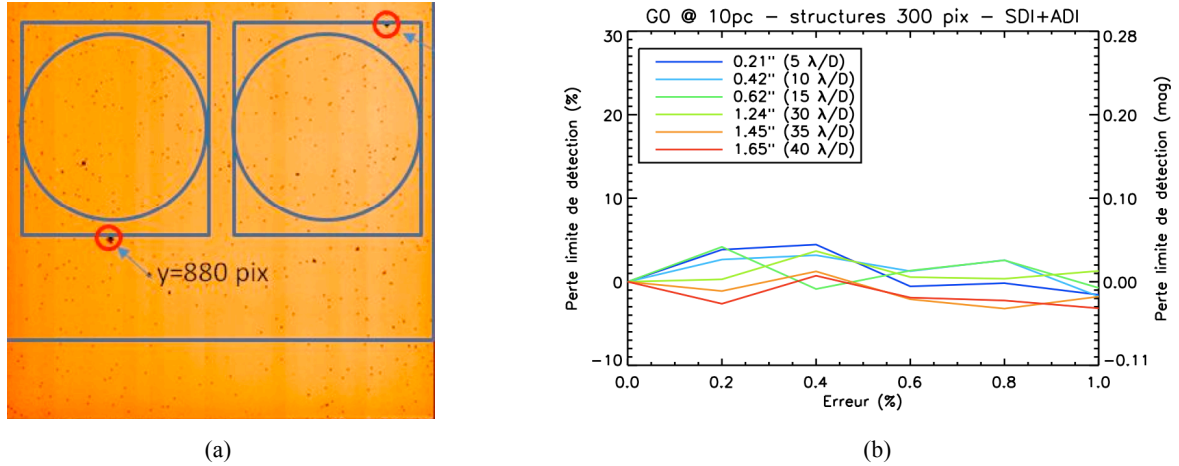 y=880 pix
(a)
G0 @ 10pc – structures 300 pix – SDI+ADI
Perte limite de détection (%)
30
20
10
0
−10
0.21" (5 λ/D)
0.42" (10 λ/D)
0.62" (15 λ/D)
1.24" (30 λ/D)
1.45" (35 λ/D)
1.65" (40 λ/D)
0.28
0.20
0.10
0.00
−0.11
Perte limite de détection (mag)
0.0 0.2 0.4 0.6 0.8 1.0
Erreur (%)
(b)